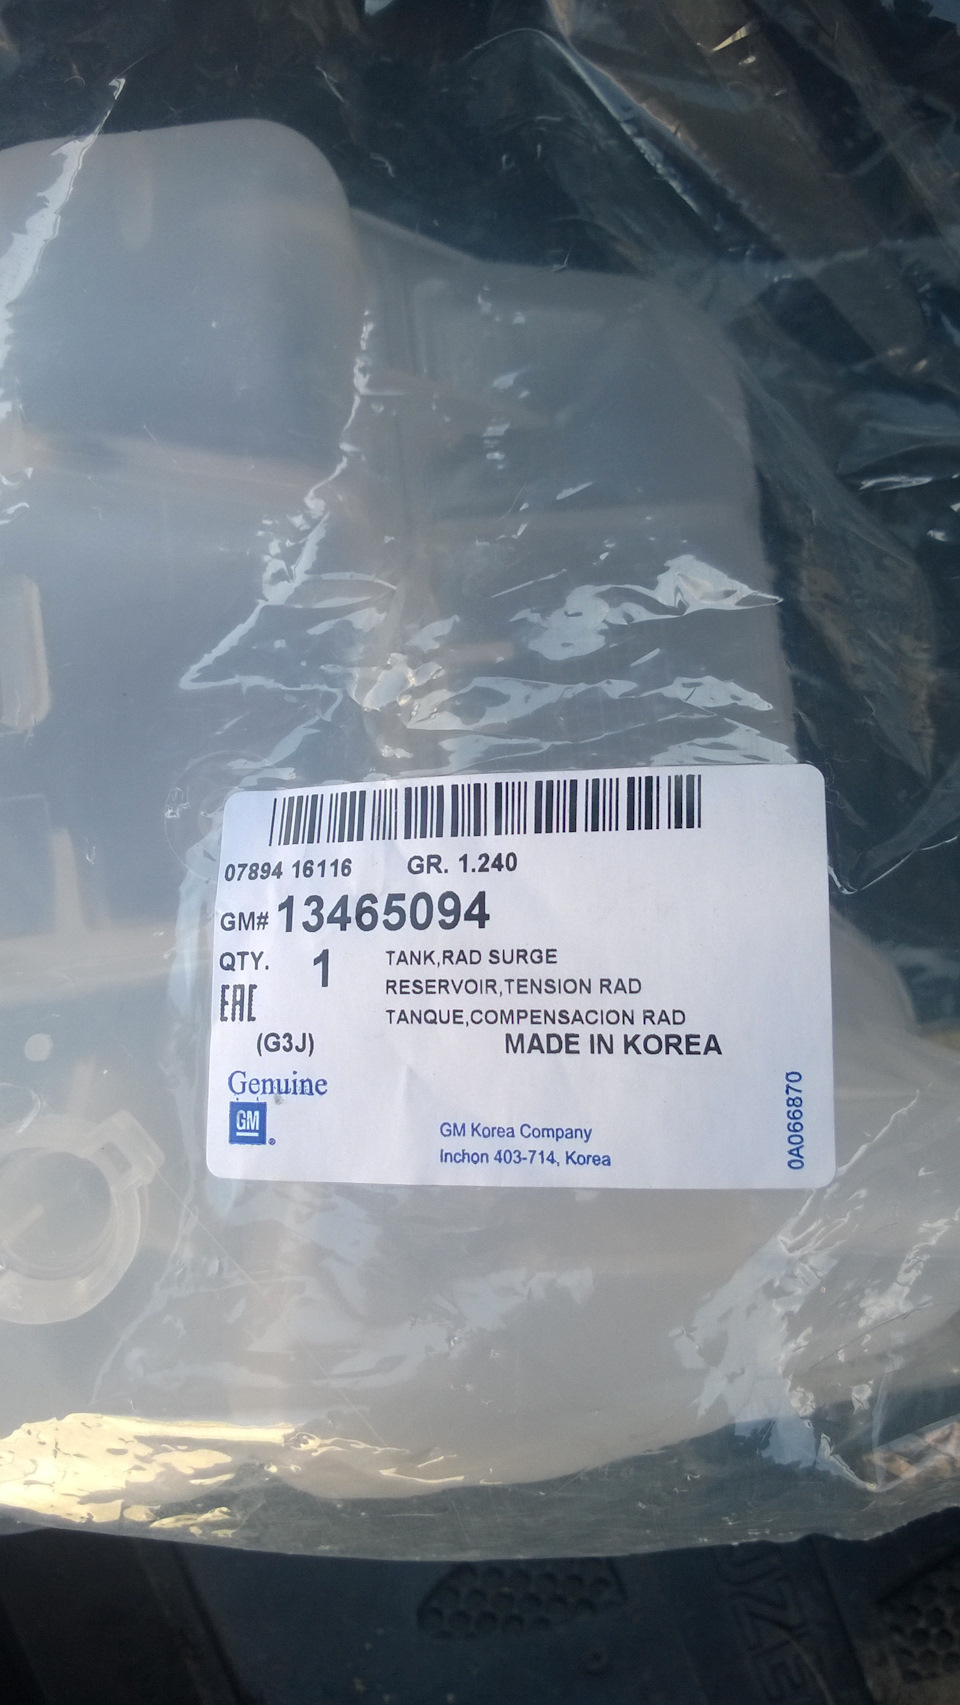 07894 16116 GR. 1.240
GM# 13465094
QTY. 1
TANK,RAD SURGE
RESERVOIR,TENSION RAD
TANQUE,COMPENSACION RAD
EAC
(G3J)
MADE IN KOREA
Genuine
GM
®
GM Korea Company
Inchon 403-714, Korea
0A066870